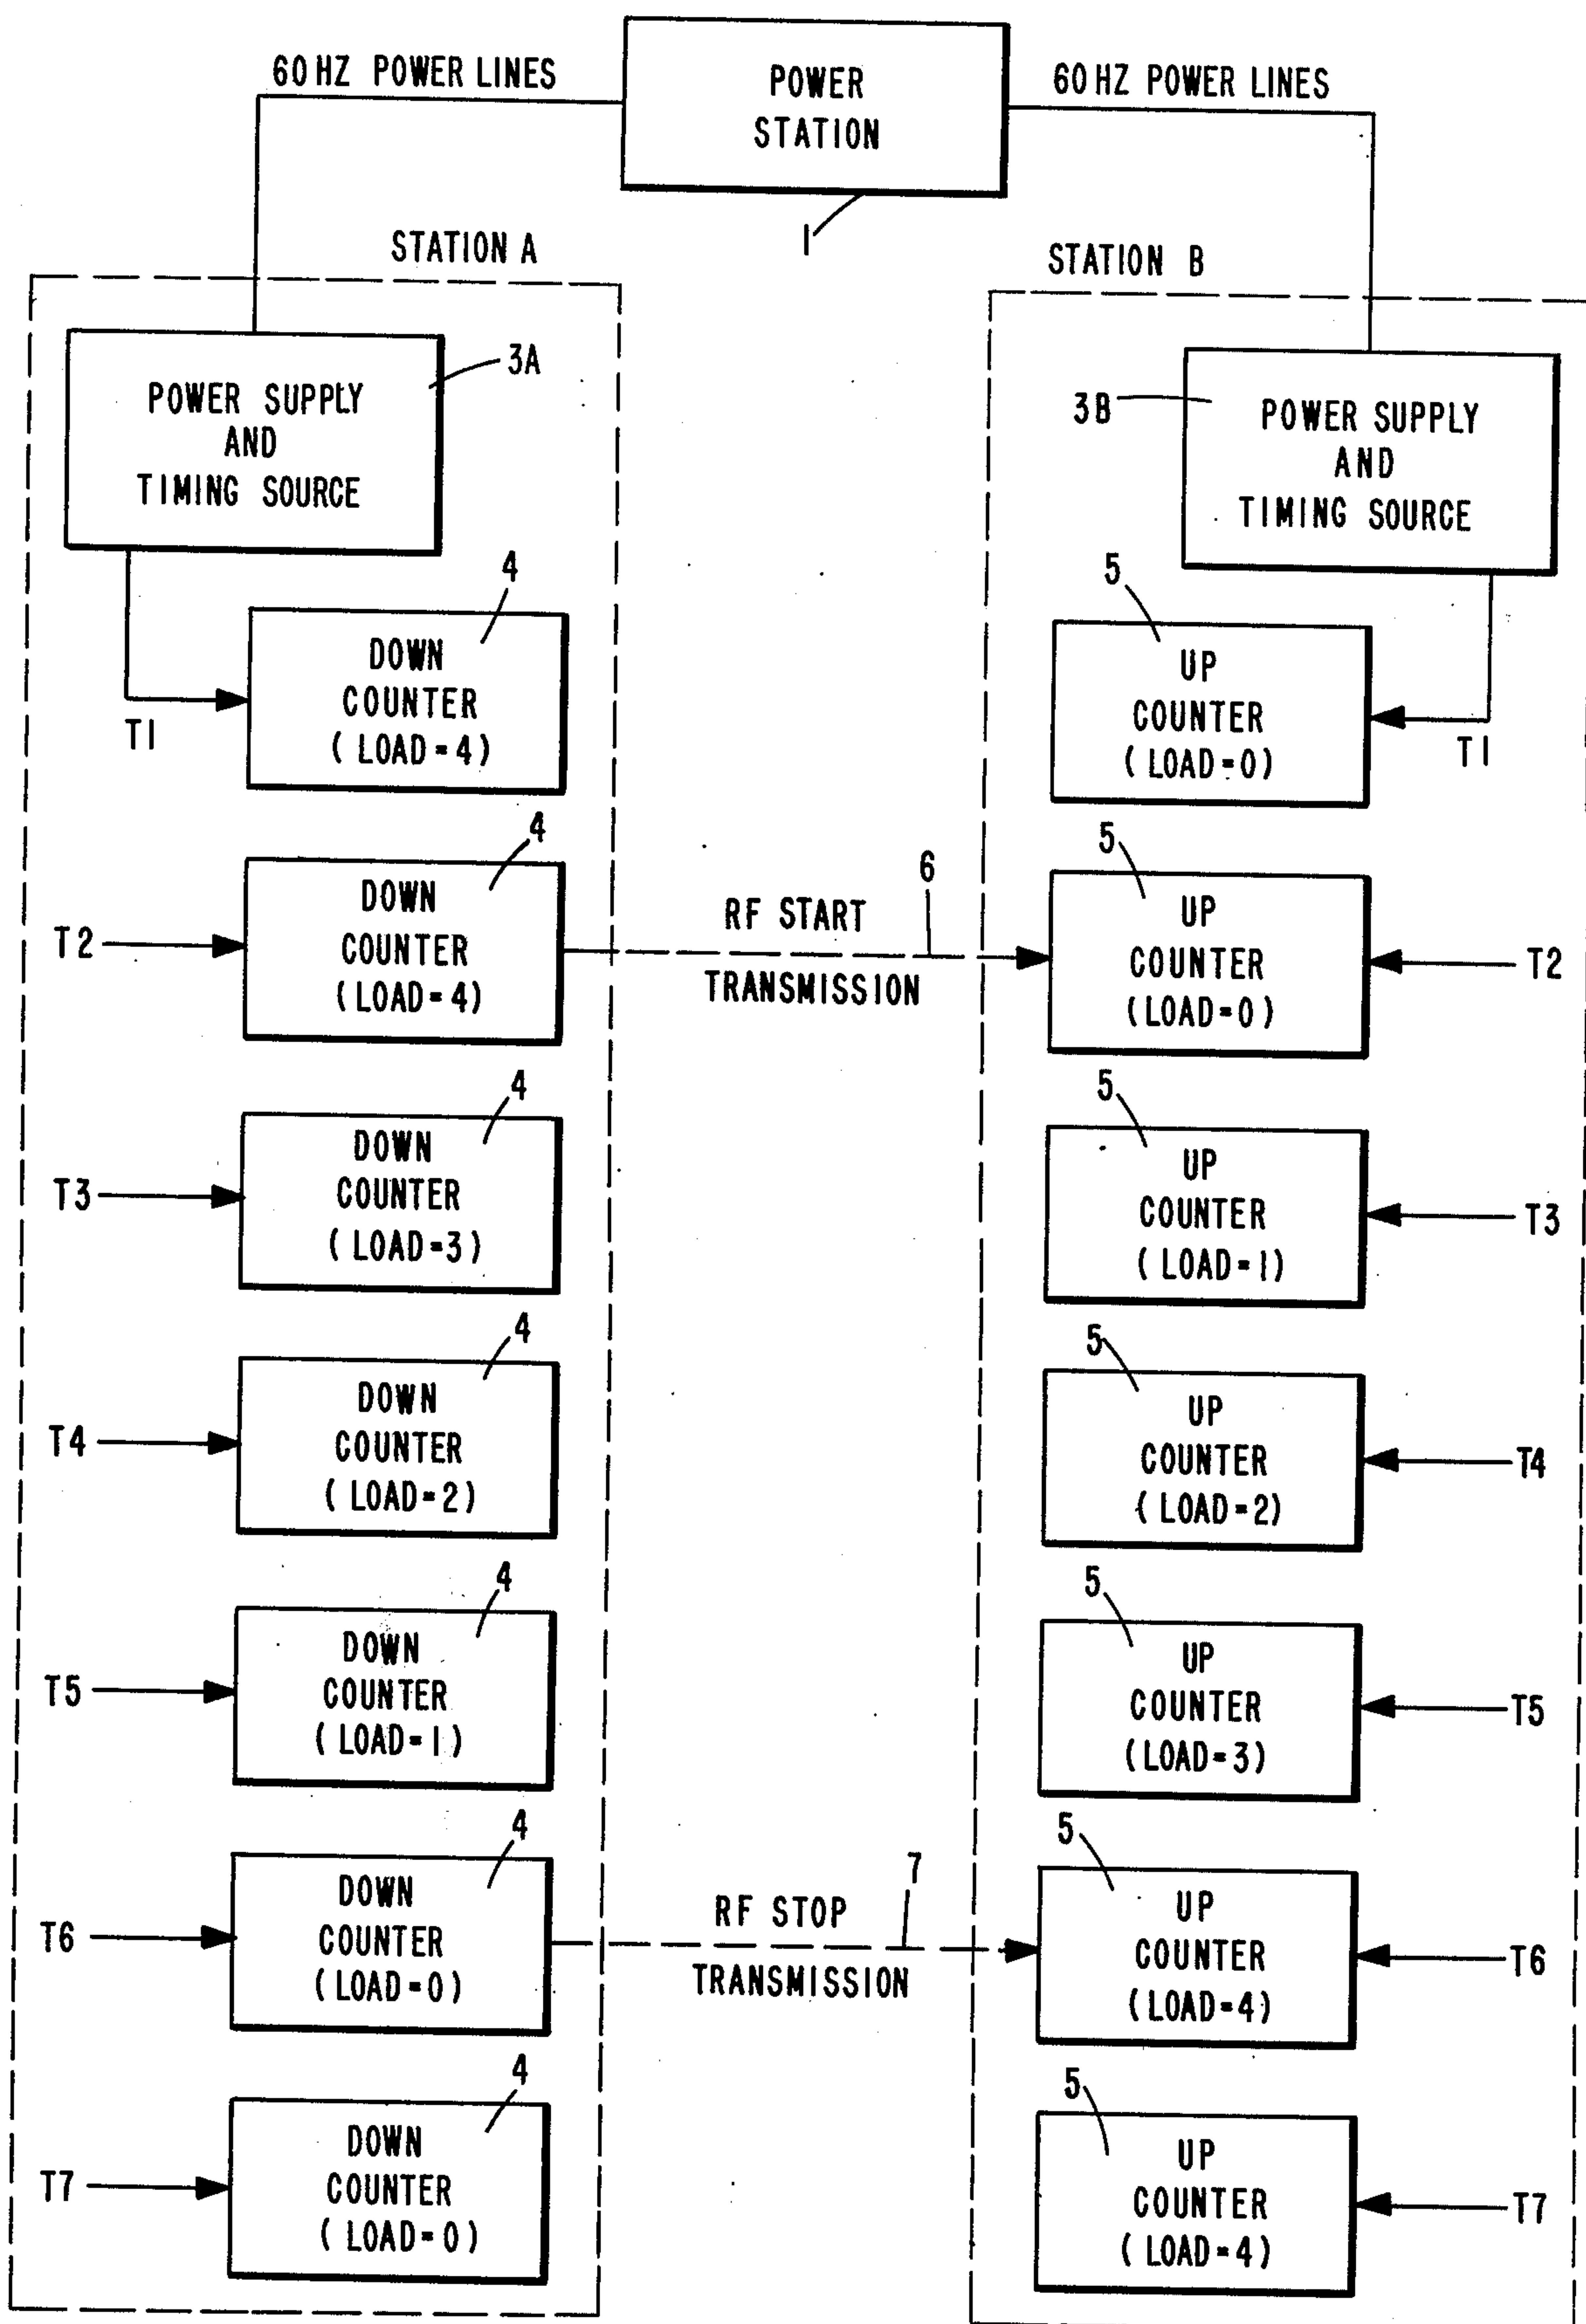 60 HZ POWER LINES
POWER
STATION
60 HZ POWER LINES
1
STATION A
STATION B
3A
POWER SUPPLY
AND
TIMING SOURCE
3B
POWER SUPPLY
AND
TIMING SOURCE
4
DOWN
COUNTER
(LOAD=4)
T1
5
UP
COUNTER
(LOAD=0)
T1
T2
4
DOWN
COUNTER
(LOAD=4)
RF START
TRANSMISSION
6
5
UP
COUNTER
(LOAD=0)
T2
T3
4
DOWN
COUNTER
(LOAD=3)
5
UP
COUNTER
(LOAD=1)
T3
T4
4
DOWN
COUNTER
(LOAD=2)
5
UP
COUNTER
(LOAD=2)
T4
T5
4
DOWN
COUNTER
(LOAD=1)
5
UP
COUNTER
(LOAD=3)
T5
T6
4
DOWN
COUNTER
(LOAD=0)
RF STOP
TRANSMISSION
7
5
UP
COUNTER
(LOAD=4)
T6
T7
4
DOWN
COUNTER
(LOAD=0)
5
UP
COUNTER
(LOAD=4)
T7